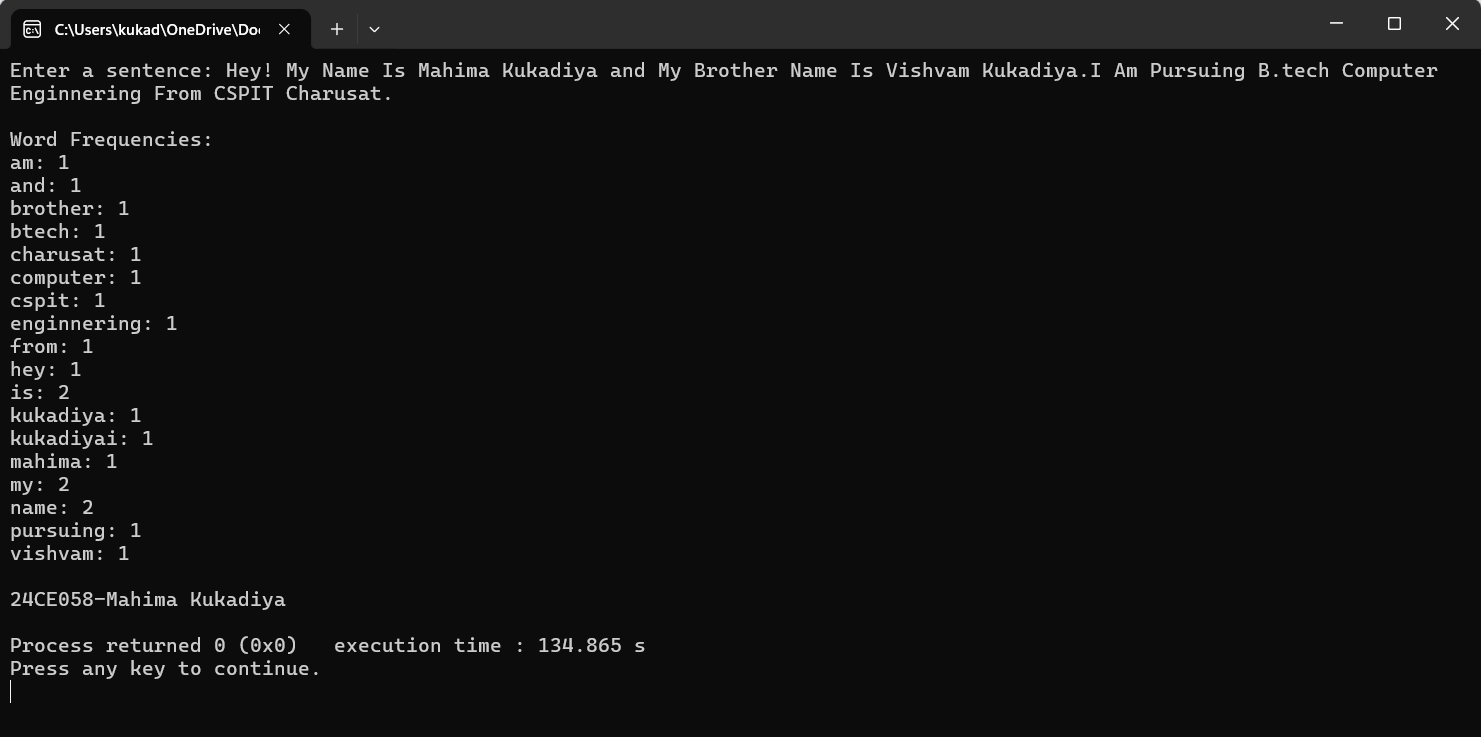 C:\Users\kukad\OneDrive\Doc
Enter a sentence: Hey! My Name Is Mahima Kukadiya and My Brother Name Is Vishvam Kukadiya.I Am Pursuing B.tech Computer
Enginnering From CSPIT Charusat.
Word Frequencies:
am: 1
and: 1
brother: 1
btech: 1
charusat: 1
computer: 1
cspit: 1
enginnering: 1
from: 1
hey: 1
is: 2
kukadiya: 1
kukadiyai: 1
mahima: 1
my: 2
name: 2
pursuing: 1
vishvam: 1
24CE058-Mahima Kukadiya
Process returned 0 (0x0)   execution time : 134.865 s
Press any key to continue.